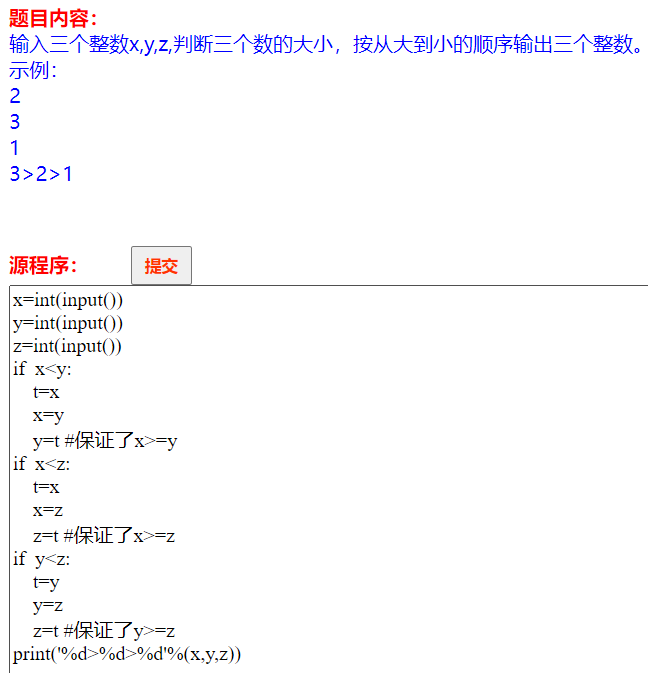 题目内容：
输入三个整数x,y,z,判断三个数的大小，按从大到小的顺序输出三个整数。
示例：
2
3
1
3>2>1
源程序： 提交
x=int(input())
y=int(input())
z=int(input())
if  x<y:
    t=x
    x=y
    y=t #保证了x>=y
if  x<z:
    t=x
    x=z
    z=t #保证了x>=z
if  y<z:
    t=y
    y=z
    z=t #保证了y>=z
print('%d>%d>%d'%(x,y,z))